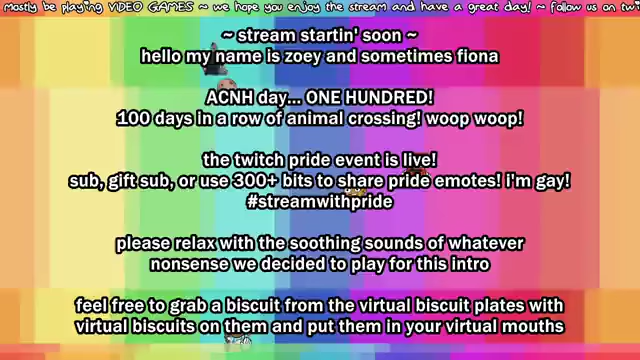 Mostly be playing VIDEO GAMES ~ we hope you enjoy the stream and have a great day! ~ follow us on twi
~ stream startin' soon ~
hello my name is zoey and sometimes fiona
ACNH day... ONE HUNDRED!
100 days in a row of animal crossing! woop woop!
the twitch pride event is live!
sub, gift sub, or use 300+ bits to share pride emotes! i'm gay!
#streamwithpride
please relax with the soothing sounds of whatever
nonsense we decided to play for this intro
feel free to grab a biscuit from the virtual biscuit plates with
virtual biscuits on them and put them in your virtual mouths